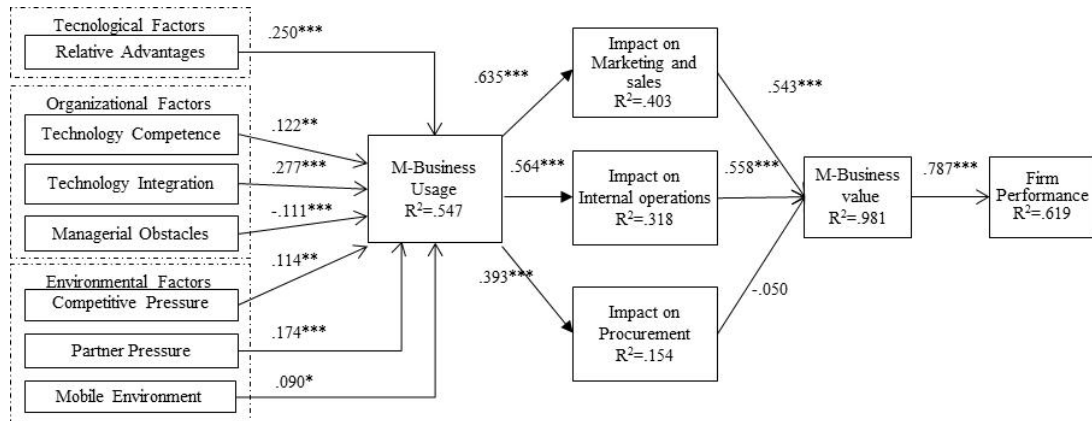 Tecnological Factors
Relative Advantages
.250***
Organizational Factors
Technology Competence
.122**
Technology Integration
.277***
Managerial Obstacles
-.111***
Environmental Factors
Competitive Pressure
.114**
Partner Pressure
.174***
Mobile Environment
.090*
M-Business
Usage
R²=.547
.635***
.564***
.393***
Impact on
Marketing and
sales
R²=.403
Impact on
Internal operations
R²=.318
Impact on
Procurement
R²=.154
.543***
.558***
-.050
M-Business
value
R²=.981
.787***
Firm
Performance
R²=.619